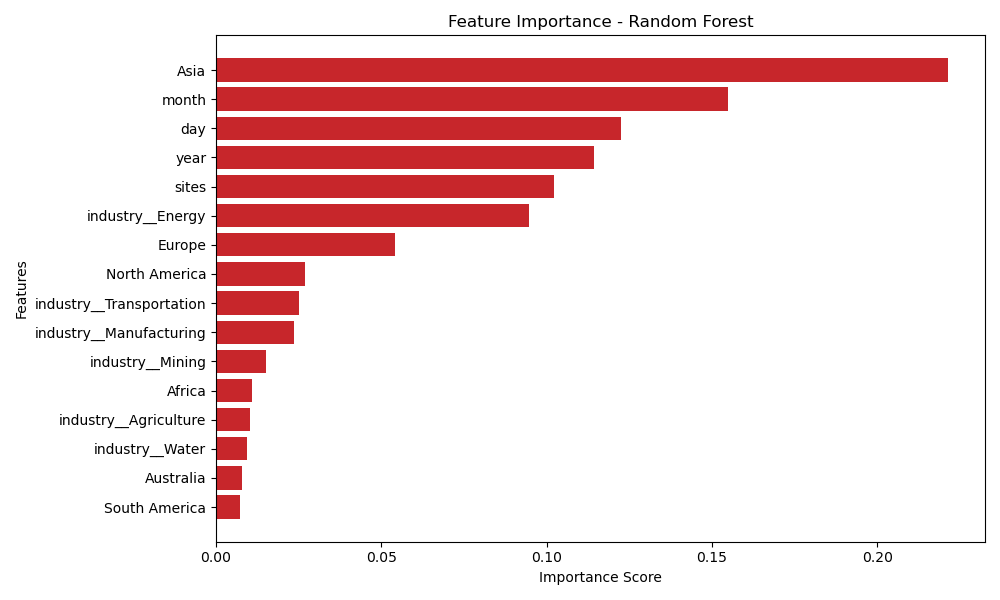 Feature Importance - Random Forest
Features
Asia
month
day
year
sites
industry__Energy
Europe
North America
industry__Transportation
industry__Manufacturing
industry__Mining
Africa
industry__Agriculture
industry__Water
Australia
South America
0.00 0.05 0.10 0.15 0.20
Importance Score